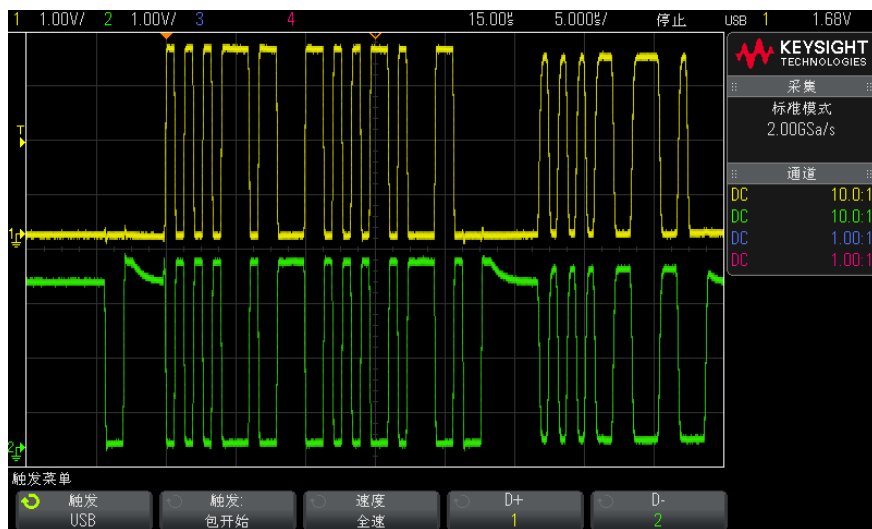 1 1.00V/ 2 1.00V/ 3 4 15.00% 5.000%/ 停止 USB 1 1.68V
KEYSIGHT
TECHNOLOGIES
采集
标准模式
2.00GSa/s
通道
DC 10.0:1
DC 10.0:1
DC 1.00:1
DC 1.00:1
T
1
2
触发菜单
触发
USB
触发:
包开始
速度
全速
D+
1
D-
2